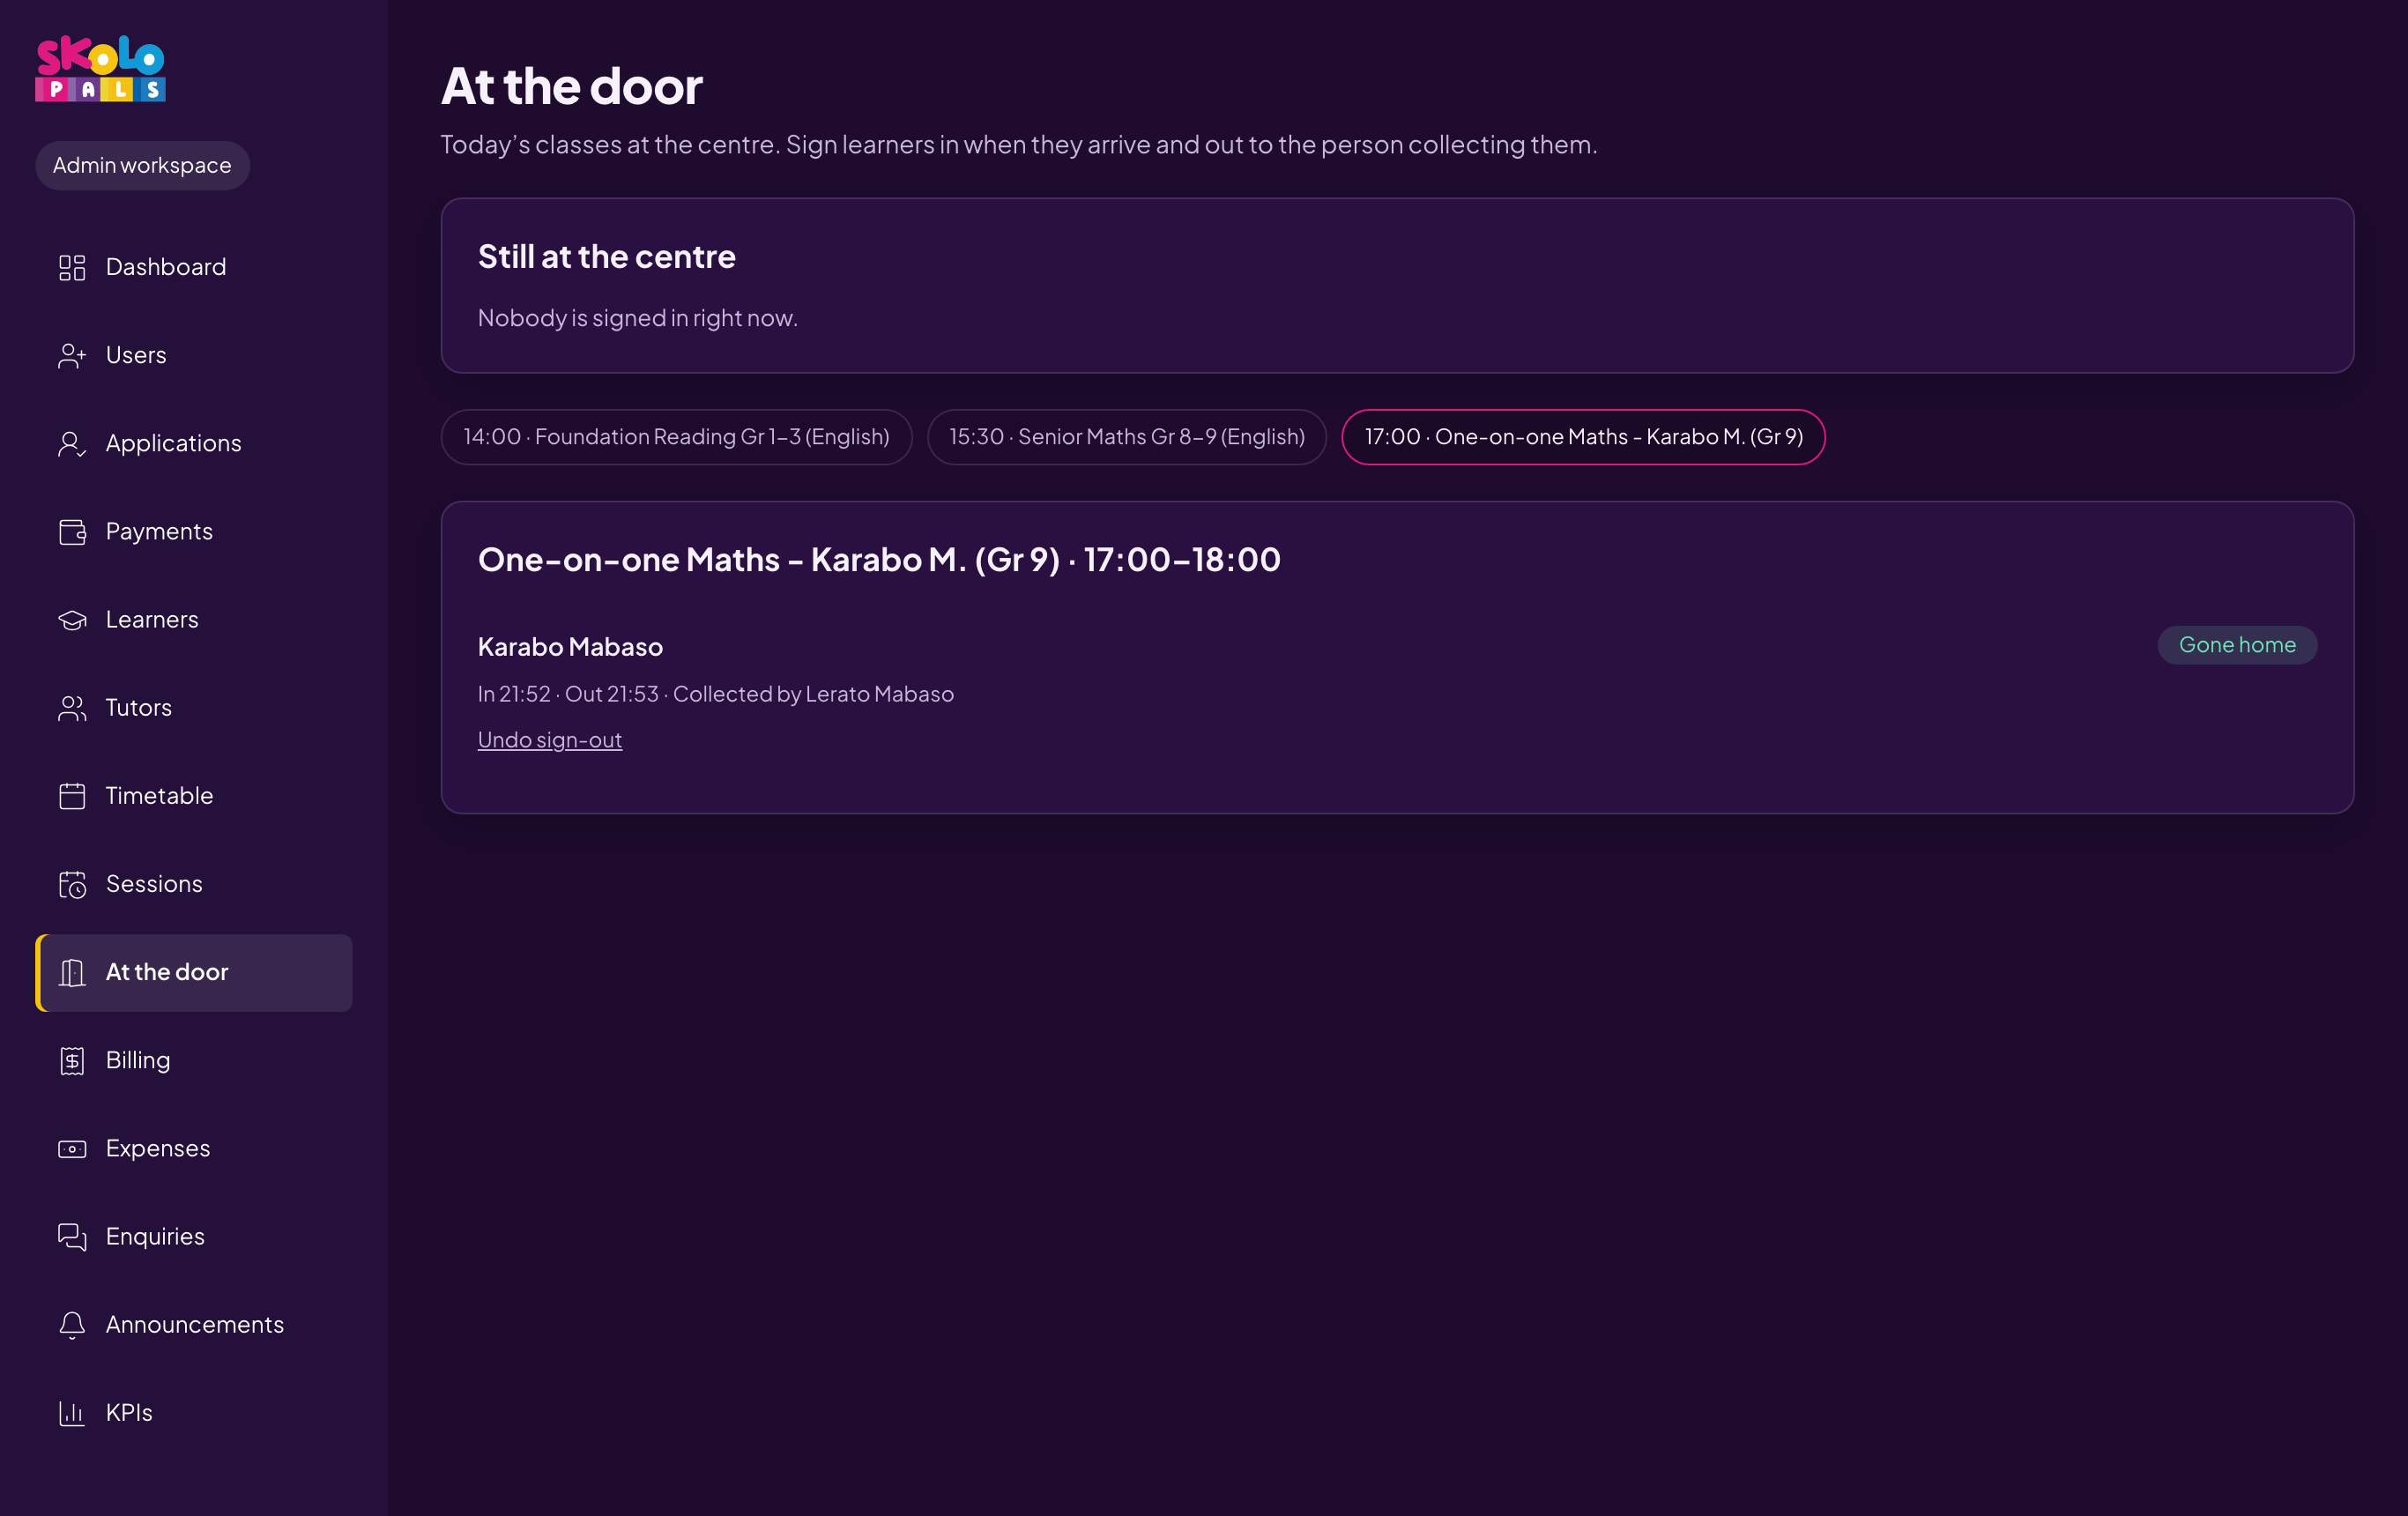 SKOLO
PALS
Admin workspace
Dashboard
Users
Applications
Payments
Learners
Tutors
Timetable
Sessions
At the door
Billing
Expenses
Enquiries
Announcements
KPIs
At the door
Today’s classes at the centre. Sign learners in when they arrive and out to the person collecting them.
Still at the centre
Nobody is signed in right now.
14:00 · Foundation Reading Gr 1–3 (English)
15:30 · Senior Maths Gr 8–9 (English)
17:00 · One-on-one Maths - Karabo M. (Gr 9)
One-on-one Maths - Karabo M. (Gr 9) · 17:00–18:00
Karabo Mabaso
Gone home
In 21:52 · Out 21:53 · Collected by Lerato Mabaso
Undo sign-out